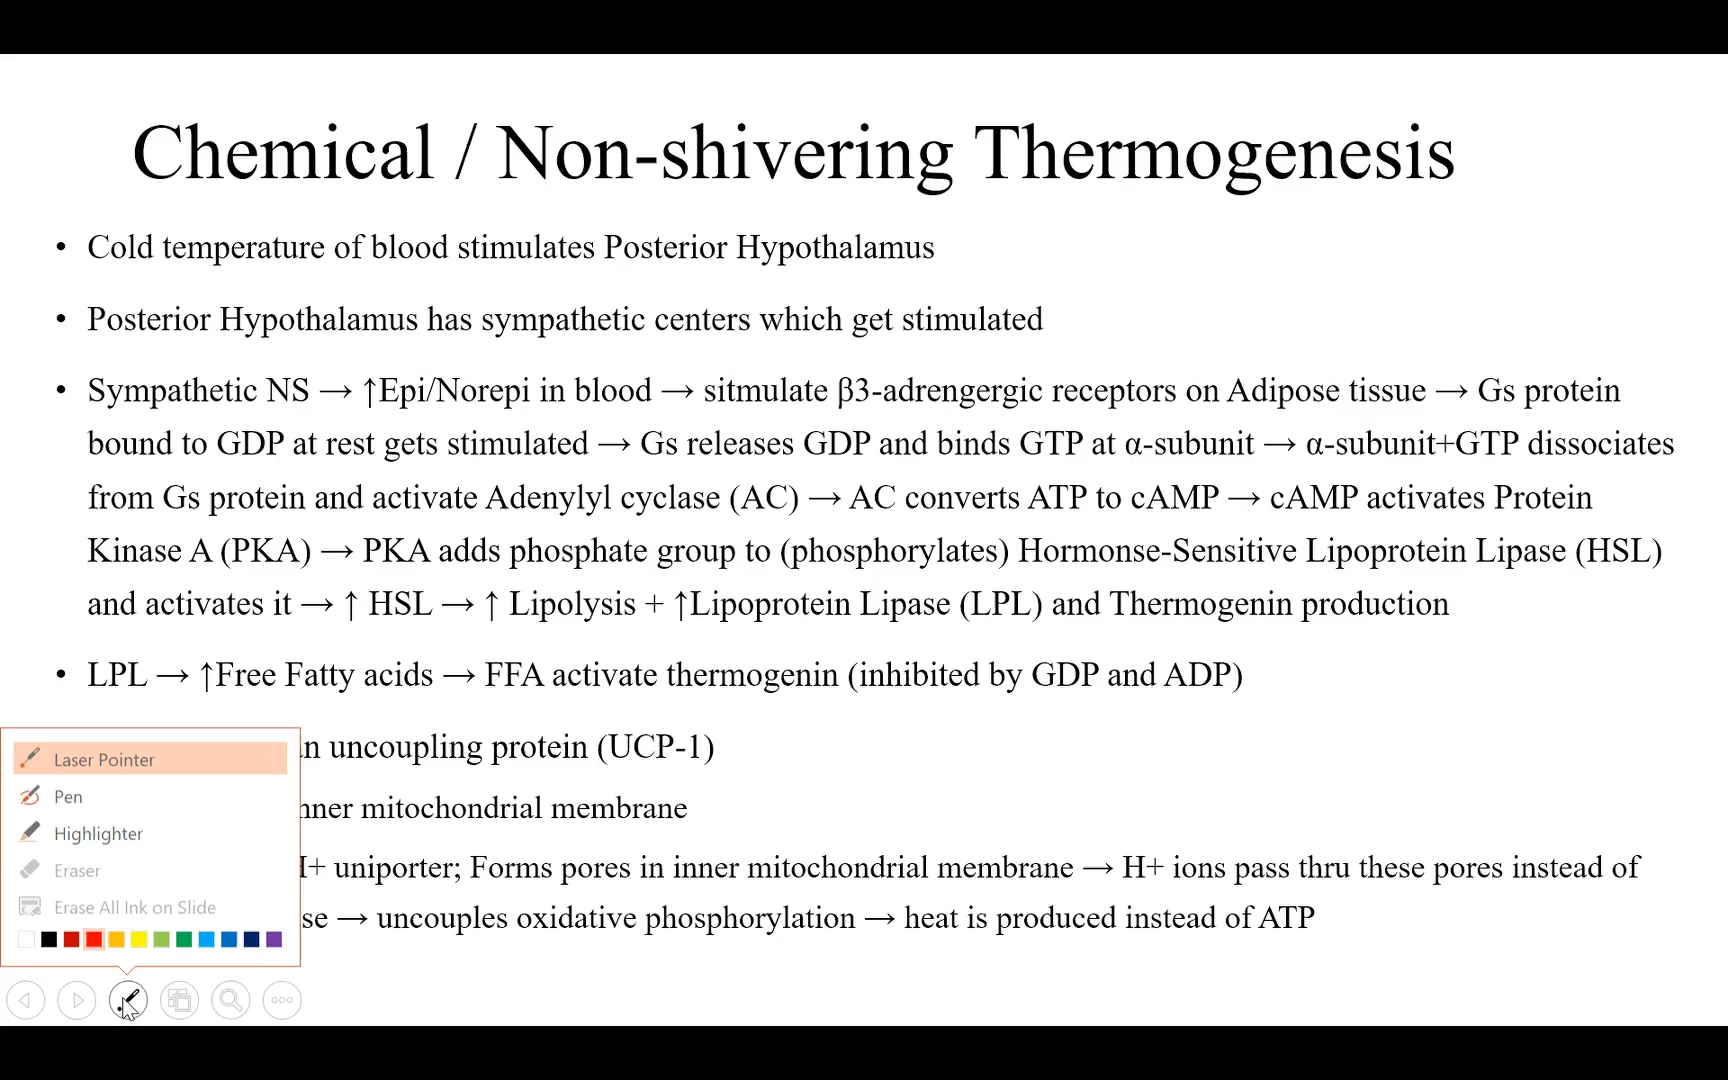 Chemical / Non-shivering Thermogenesis
• Cold temperature of blood stimulates Posterior Hypothalamus
• Posterior Hypothalamus has sympathetic centers which get stimulated
• Sympathetic NS → ↑Epi/Norepi in blood → sitmulate β3-adrengergic receptors on Adipose tissue → Gs protein
bound to GDP at rest gets stimulated → Gs releases GDP and binds GTP at α-subunit → α-subunit+GTP dissociates
from Gs protein and activate Adenylyl cyclase (AC) → AC converts ATP to cAMP → cAMP activates Protein
Kinase A (PKA) → PKA adds phosphate group to (phosphorylates) Hormonse-Sensitive Lipoprotein Lipase (HSL)
and activates it → ↑ HSL → ↑ Lipolysis + ↑Lipoprotein Lipase (LPL) and Thermogenin production
• LPL → ↑Free Fatty acids → FFA activate thermogenin (inhibited by GDP and ADP)
uncoupling protein (UCP-1)
mitochondrial membrane
uniporter; Forms pores in inner mitochondrial membrane → H+ ions pass thru these pores instead of
→ uncouples oxidative phosphorylation → heat is produced instead of ATP
Laser Pointer
Pen
Highlighter
Eraser
Erase All Ink on Slide